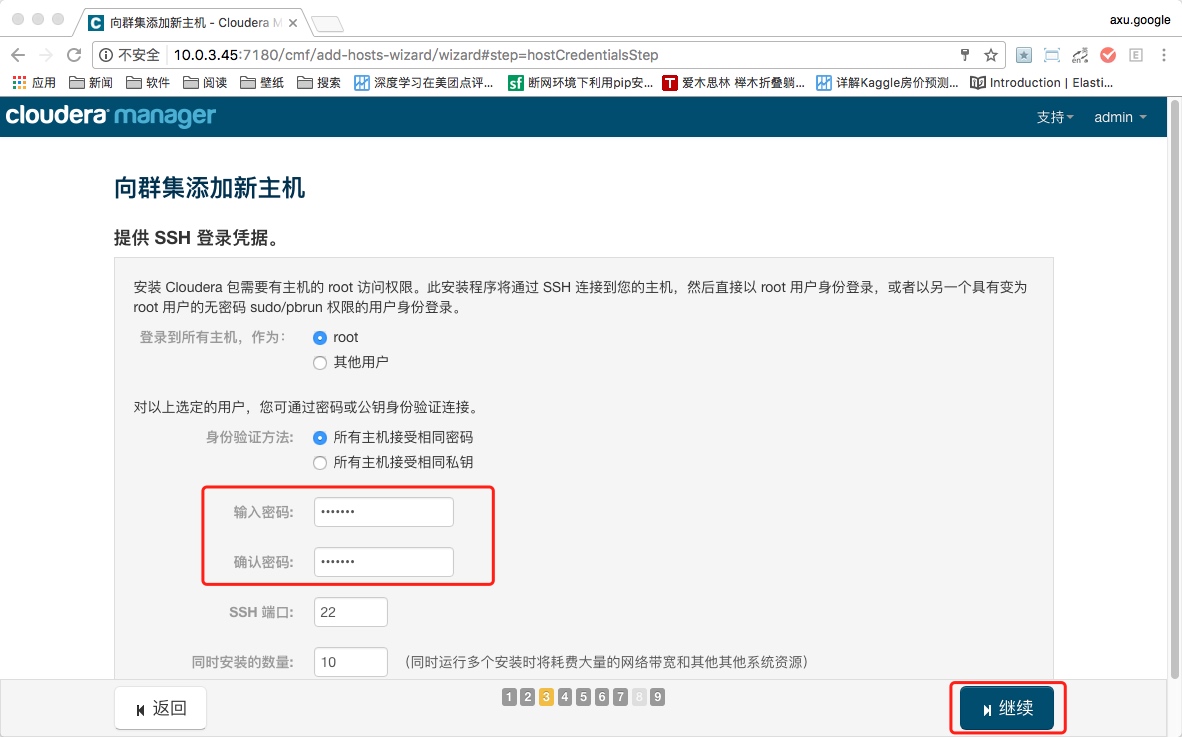 向群集添加新主机 - Cloudera M
axu.google
不安全 10.0.3.45:7180/cmf/add-hosts-wizard/wizard#step=hostCredentialsStep
应用 新闻 软件 阅读 壁纸 搜索 深度学习在美团点评… 断网环境下利用pip安… 爱木思林 榉木折叠躺… 详解Kaggle房价预测… Introduction | Elasti…
cloudera manager 支持 admin
向群集添加新主机
提供 SSH 登录凭据。
安装 Cloudera 包需要有主机的 root 访问权限。此安装程序将通过 SSH 连接到您的主机，然后直接以 root 用户身份登录，或者以另一个具有变为
root 用户的无密码 sudo/pbrun 权限的用户身份登录。
登录到所有主机，作为： root
其他用户
对以上选定的用户，您可通过密码或公钥身份验证连接。
身份验证方法: 所有主机接受相同密码
所有主机接受相同私钥
输入密码: •••••••
确认密码: •••••••
SSH 端口: 22
同时安装的数量: 10 （同时运行多个安装时将耗费大量的网络带宽和其他其他系统资源）
返回 1 2 3 4 5 6 7 8 9 继续